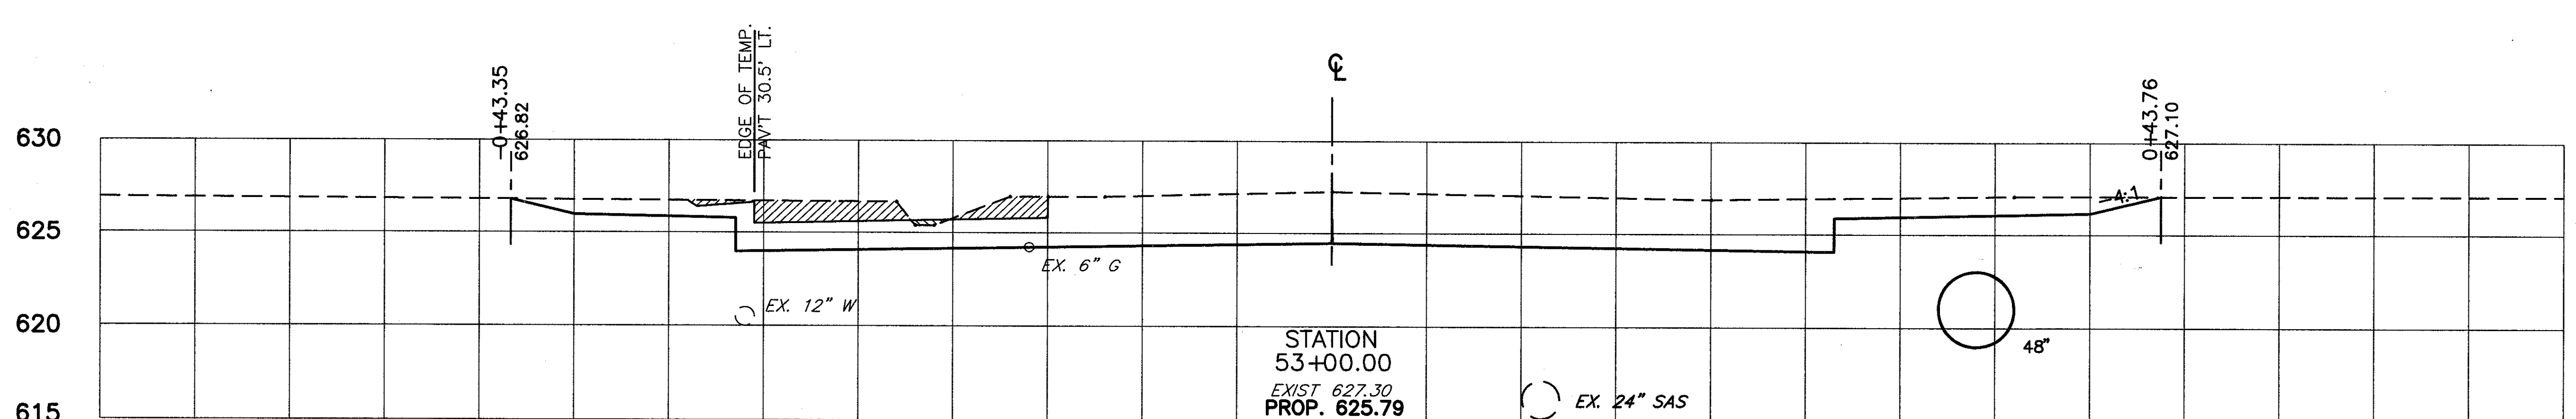 EDGE OF TEMP.
PAV'T 30.5' LT.
℄
-0+43.35
626.82
0+43.76
627.10
630
4:1
625
EX. 6" G
620
EX. 12" W
STATION
53+00.00
48"
EXIST 627.30
PROP. 625.79
EX. 24" SAS
615